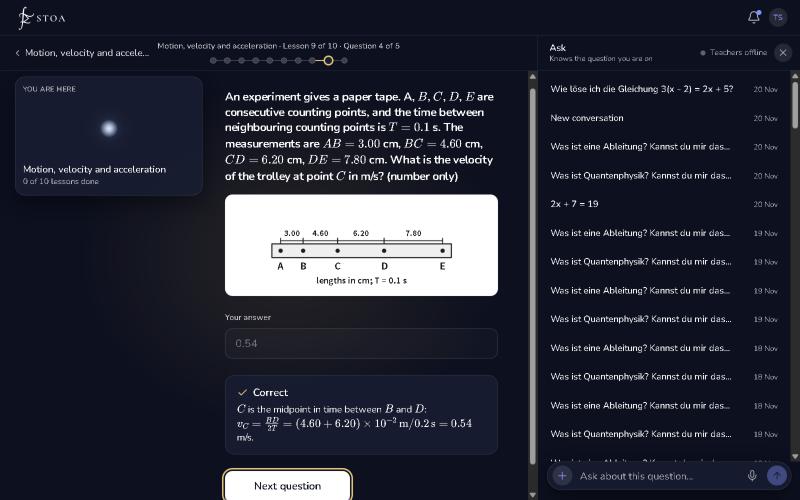 STOA
TS
Motion, velocity and accele...
Motion, velocity and acceleration · Lesson 9 of 10 · Question 4 of 5
Ask
Knows the question you are on
Teachers offline
YOU ARE HERE
Motion, velocity and acceleration
0 of 10 lessons done
An experiment gives a paper tape. A, B, C, D, E are
consecutive counting points, and the time between
neighbouring counting points is T = 0.1 s. The
measurements are AB = 3.00 cm, BC = 4.60 cm,
CD = 6.20 cm, DE = 7.80 cm. What is the velocity
of the trolley at point C in m/s? (number only)
3.00 4.60 6.20 7.80
A B C D E
lengths in cm; T = 0.1 s
Your answer
0.54
Correct
C is the midpoint in time between B and D:
v_C = BD/2T = (4.60 + 6.20) × 10⁻² m/0.2 s = 0.54
m/s.
Next question
Wie löse ich die Gleichung 3(x - 2) = 2x + 5? 20 Nov
New conversation 20 Nov
Was ist eine Ableitung? Kannst du mir das... 20 Nov
Was ist Quantenphysik? Kannst du mir das... 20 Nov
2x + 7 = 19 20 Nov
Was ist eine Ableitung? Kannst du mir das... 19 Nov
Was ist Quantenphysik? Kannst du mir das... 19 Nov
Was ist eine Ableitung? Kannst du mir das... 19 Nov
Was ist Quantenphysik? Kannst du mir das... 19 Nov
Was ist eine Ableitung? Kannst du mir das... 18 Nov
Was ist Quantenphysik? Kannst du mir das... 18 Nov
Was ist eine Ableitung? Kannst du mir das... 18 Nov
Was ist Quantenphysik? Kannst du mir das... 18 Nov
Ask about this question...